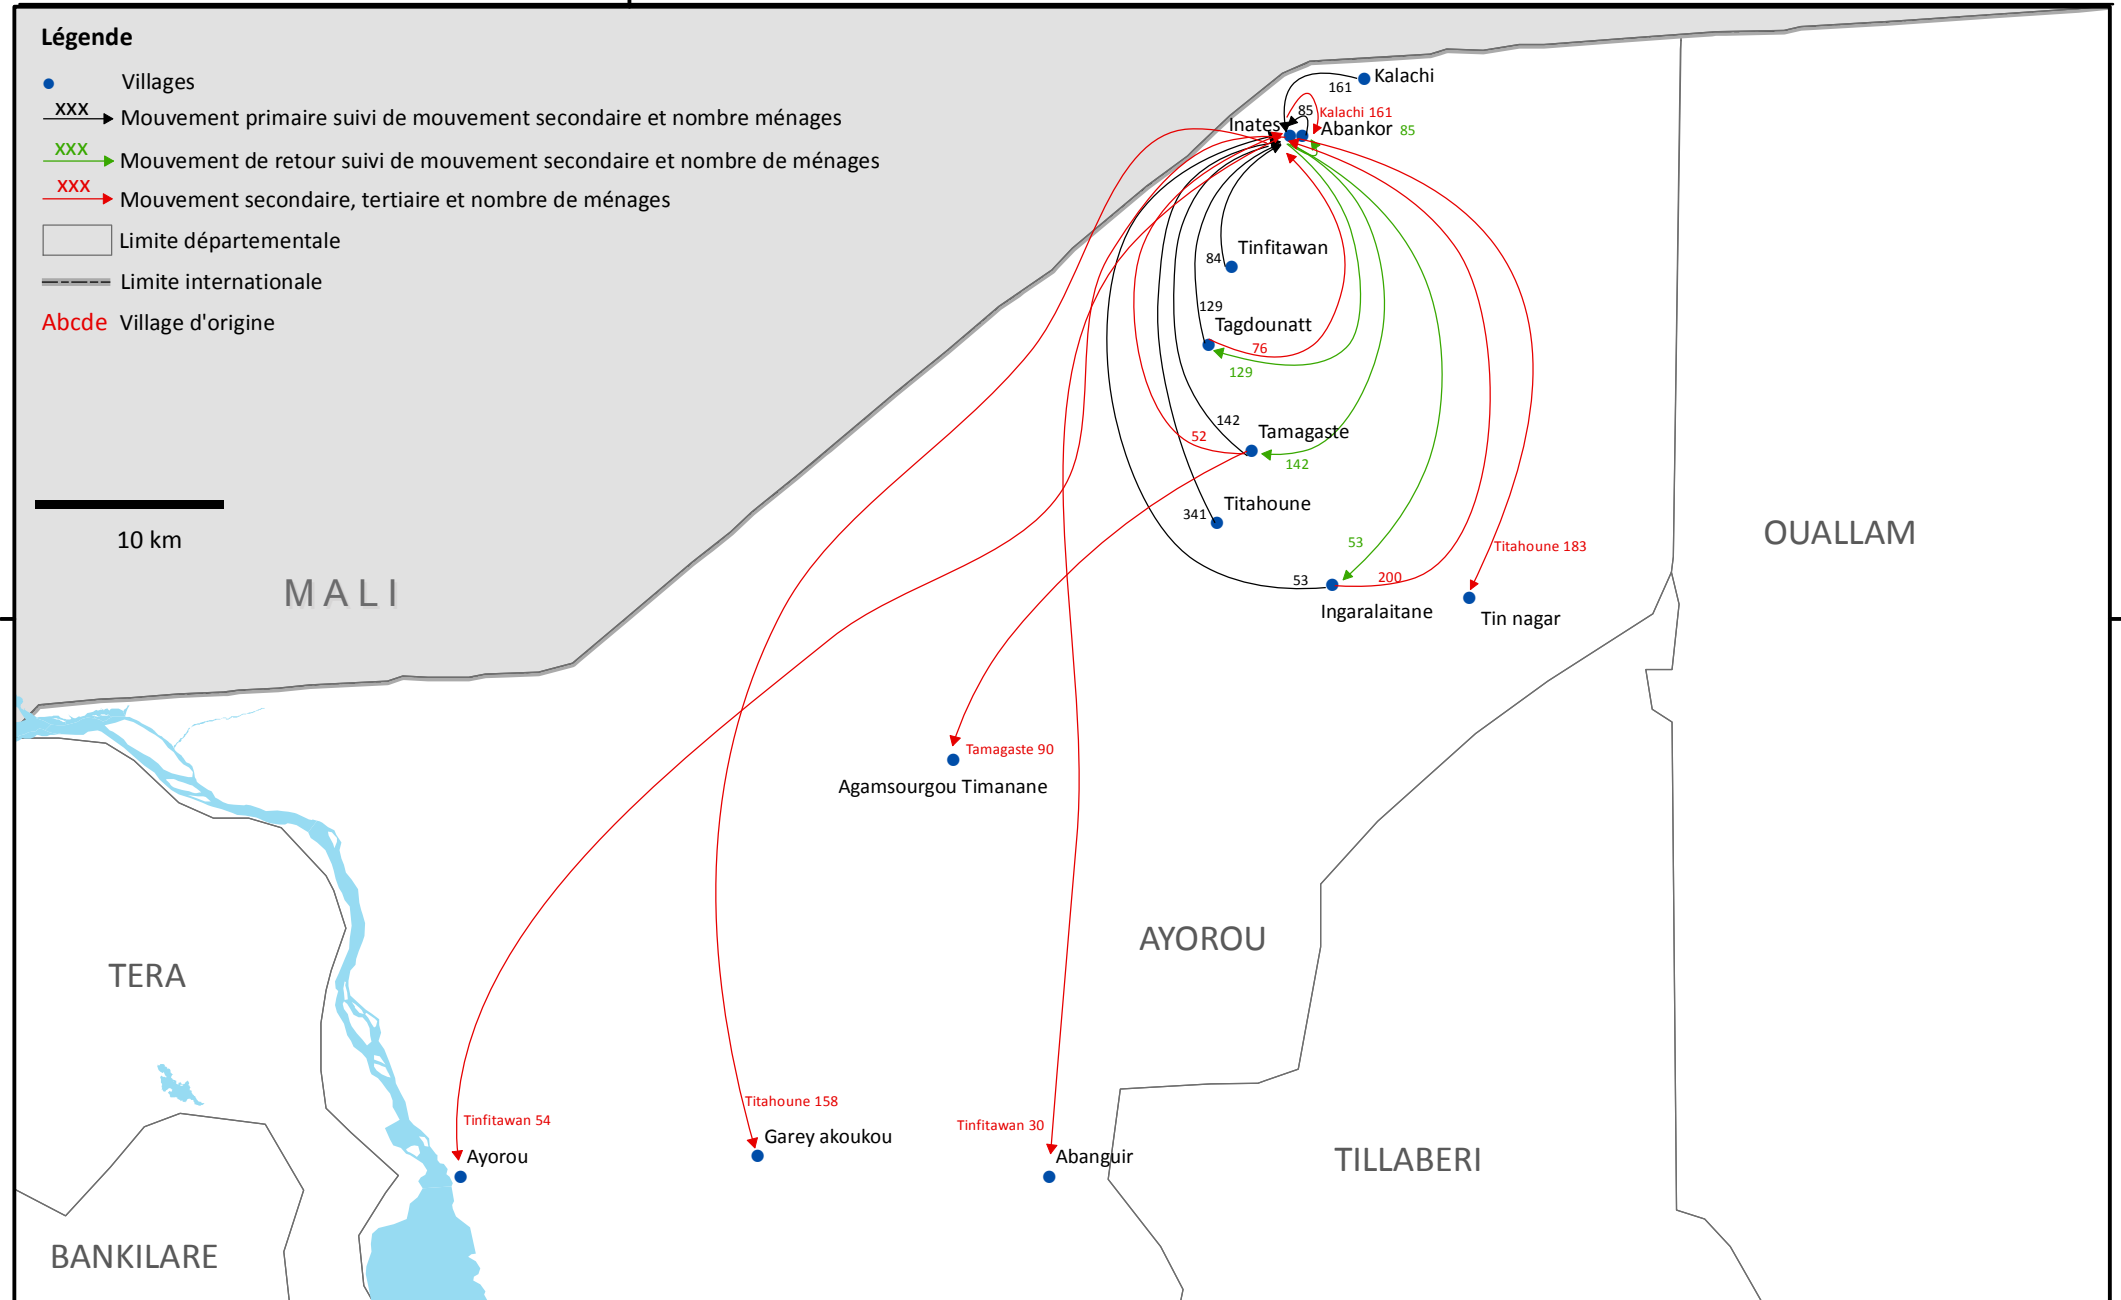 Légende
Villages
XXX Mouvement primaire suivi de mouvement secondaire et nombre ménages
XXX Mouvement de retour suivi de mouvement secondaire et nombre de ménages
XXX Mouvement secondaire, tertiaire et nombre de ménages
Limite départementale
Limite internationale
Abcde Village d'origine
10 km
MALI
Kalachi
161
85
Kalachi 161
Inates
Abankor
85
Tinfitawan
84
129
Tagdounatt
76
129
142
Tamagaste
52
142
Titahoune
341
53
53
200
Ingaralaitane
Titahoune 183
Tin nagar
OUALLAM
Tamagaste 90
Agamsourgou Timanane
AYOROU
TERA
Titahoune 158
Tinfitawan 54
Tinfitawan 30
Garey akoukou
Ayorou
Abanguir
TILLABERI
BANKILARE